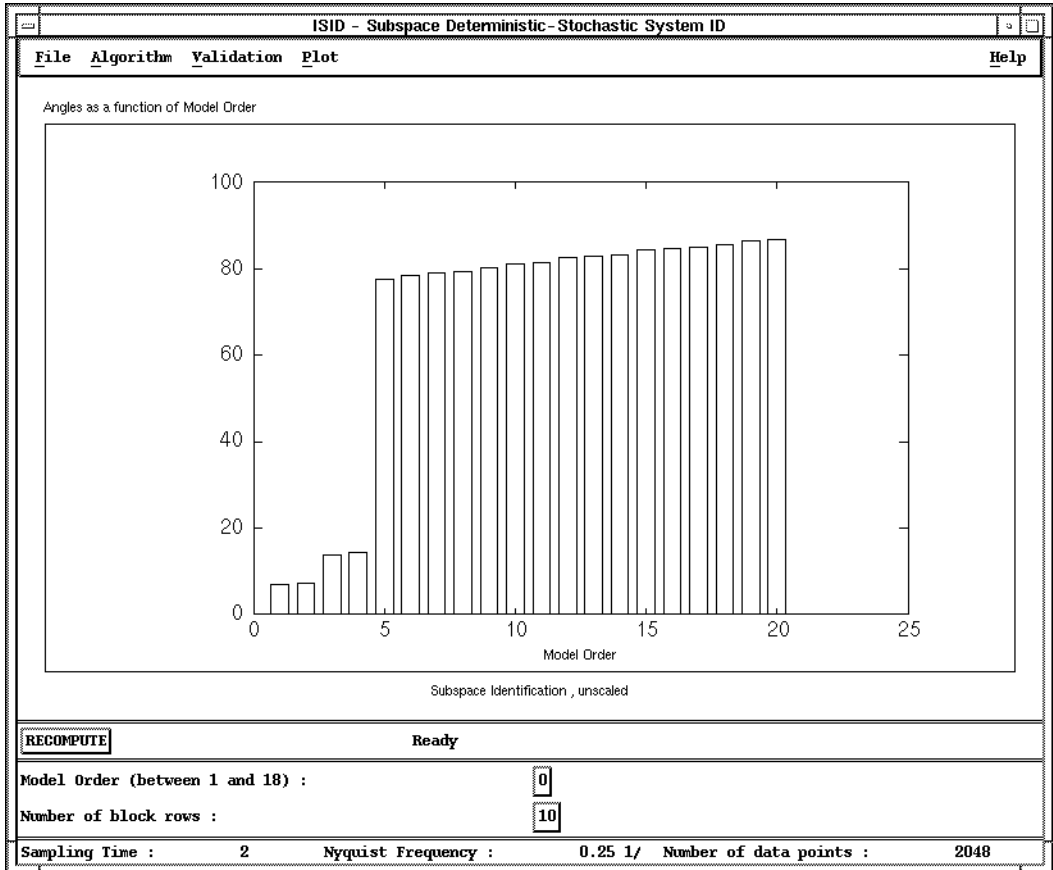 ISID - Subspace Deterministic-Stochastic System ID
File Algorithm Validation Plot Help
Angles as a function of Model Order
100
80
60
40
20
0
0 5 10 15 20 25
Model Order
Subspace Identification , unscaled
RECOMPUTE Ready
Model Order (between 1 and 18) : 0
Number of block rows : 10
Sampling Time : 2 Nyquist Frequency : 0.25 1/ Number of data points : 2048